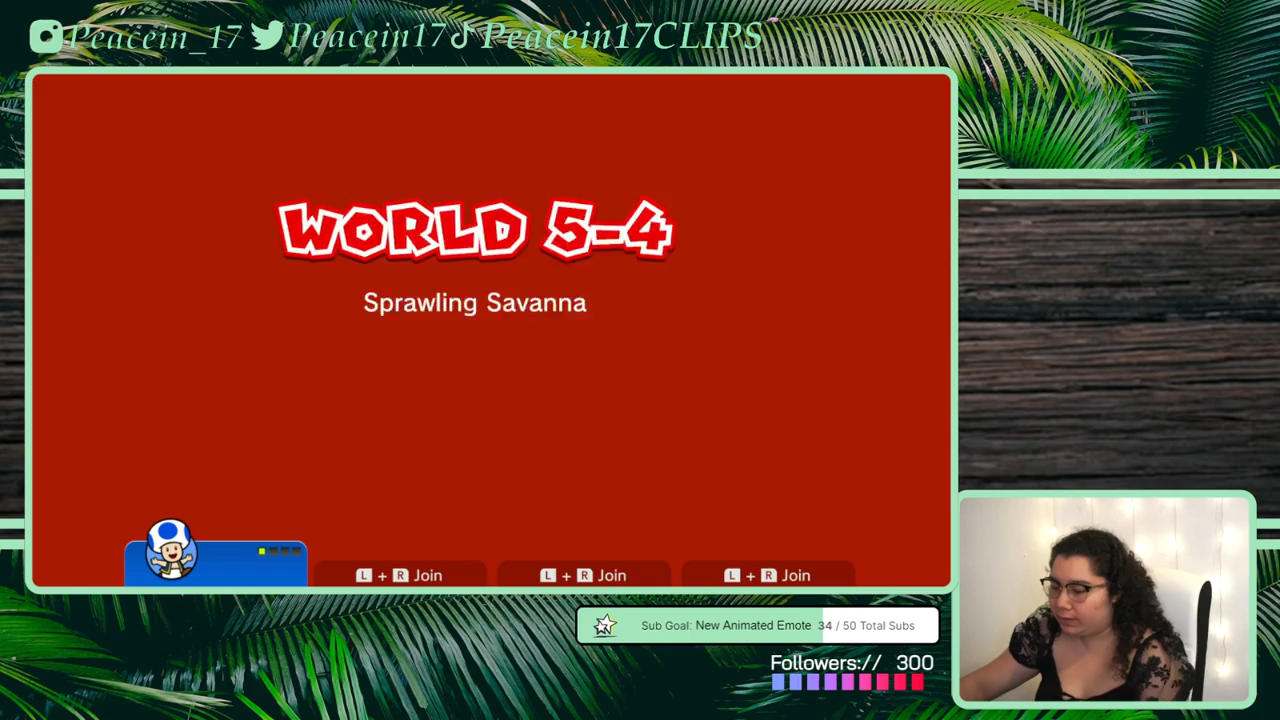 Peacein_17 Peacein17 Peacein17CLIPS
WORLD 5-4
Sprawling Savanna
L + R Join L + R Join L + R Join
Sub Goal: New Animated Emote 34 / 50 Total Subs
Followers:// 300